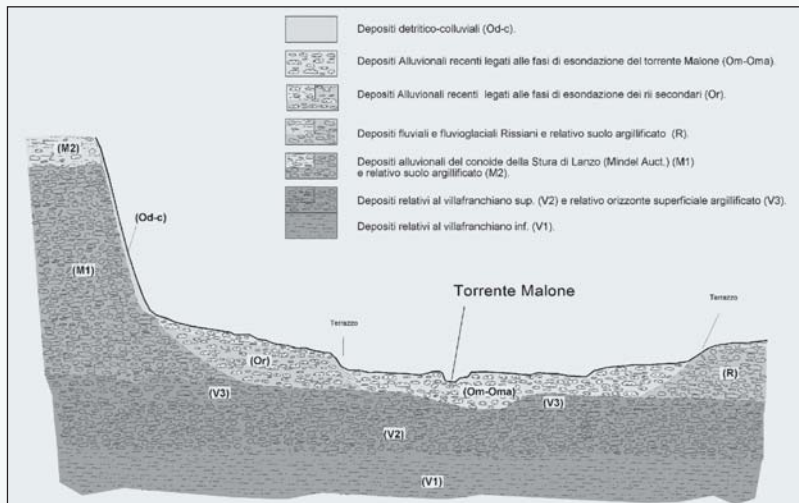 Depositi detritico-colluviali (Od-c).
Depositi Alluvionali recenti legati alle fasi di esondazione del torrente Malone (Om-Oma).
Depositi Alluvionali recenti legati alle fasi di esondazione dei rii secondari (Or).
Depositi fluviali e fluvioglaciali Rissiani e relativo suolo argillificato (R).
Depositi alluvionali del conoide della Stura di Lanzo (Mindel Auct.) (M1)
e relativo suolo argillificato (M2).
Depositi relativi al villafranchiano sup. (V2) e relativo orizzonte superficiale argillificato (V3).
Depositi relativi al villafranchiano inf. (V1).
(M2)
(Od-c)
(M1)
Torrente Malone
Terrazzo
Terrazzo
(Or)
(R)
(V3)
(Om-Oma)
(V3)
(V2)
(V1)